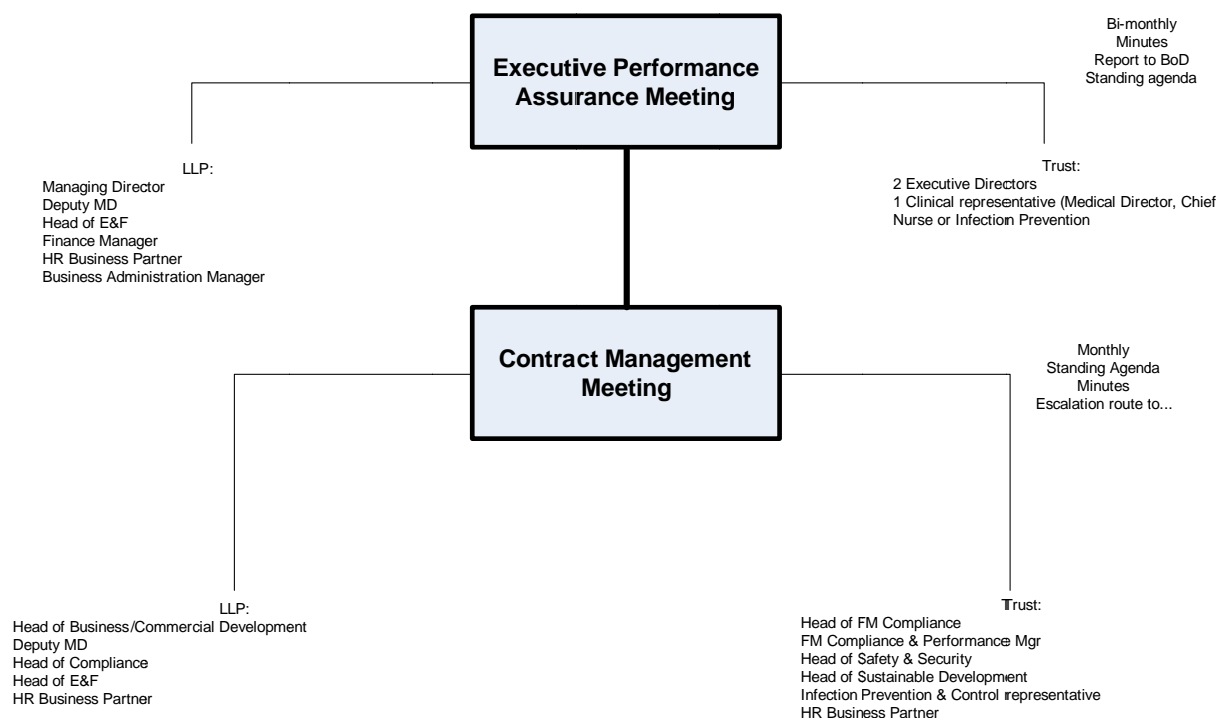 Executive Performance
Assurance Meeting
Bi-monthly
Minutes
Report to BoD
Standing agenda
LLP:
Managing Director
Deputy MD
Head of E&F
Finance Manager
HR Business Partner
Business Administration Manager
Trust:
2 Executive Directors
1 Clinical representative (Medical Director, Chief
Nurse or Infection Prevention
Contract Management
Meeting
Monthly
Standing Agenda
Minutes
Escalation route to...
LLP:
Head of Business/Commercial Development
Deputy MD
Head of Compliance
Head of E&F
HR Business Partner
Trust:
Head of FM Compliance
FM Compliance & Performance Mgr
Head of Safety & Security
Head of Sustainable Development
Infection Prevention & Control representative
HR Business Partner